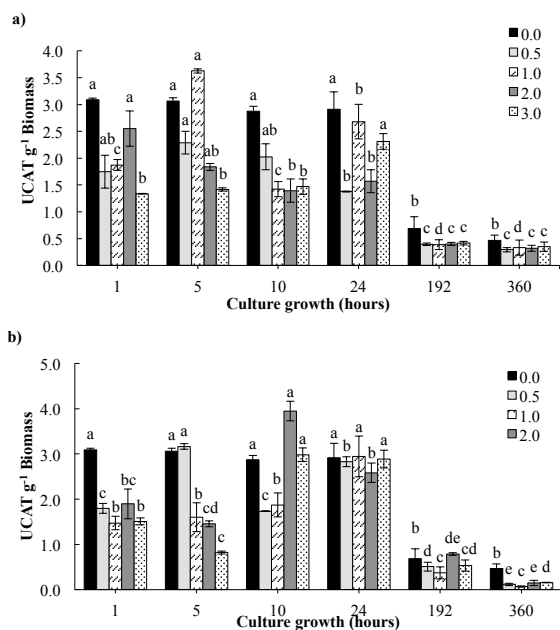 a)
UCAT g⁻¹ Biomass
4.0
3.5
3.0
2.5
2.0
1.5
1.0
0.5
0.0
a ab c a b
a a a ab b
a ab c b b
a b b b a
b c d c c
b c d c c
0.0
0.5
1.0
2.0
3.0
1 5 10 24 192 360
Culture growth (hours)
b)
UCAT g⁻¹ Biomass
5.0
4.0
3.0
2.0
1.0
0.0
a c b bc b
a a b cd c
a c b a a
a b a b a
b d c de cd
b e c e d
0.0
0.5
1.0
2.0
1 5 10 24 192 360
Culture growth (hours)